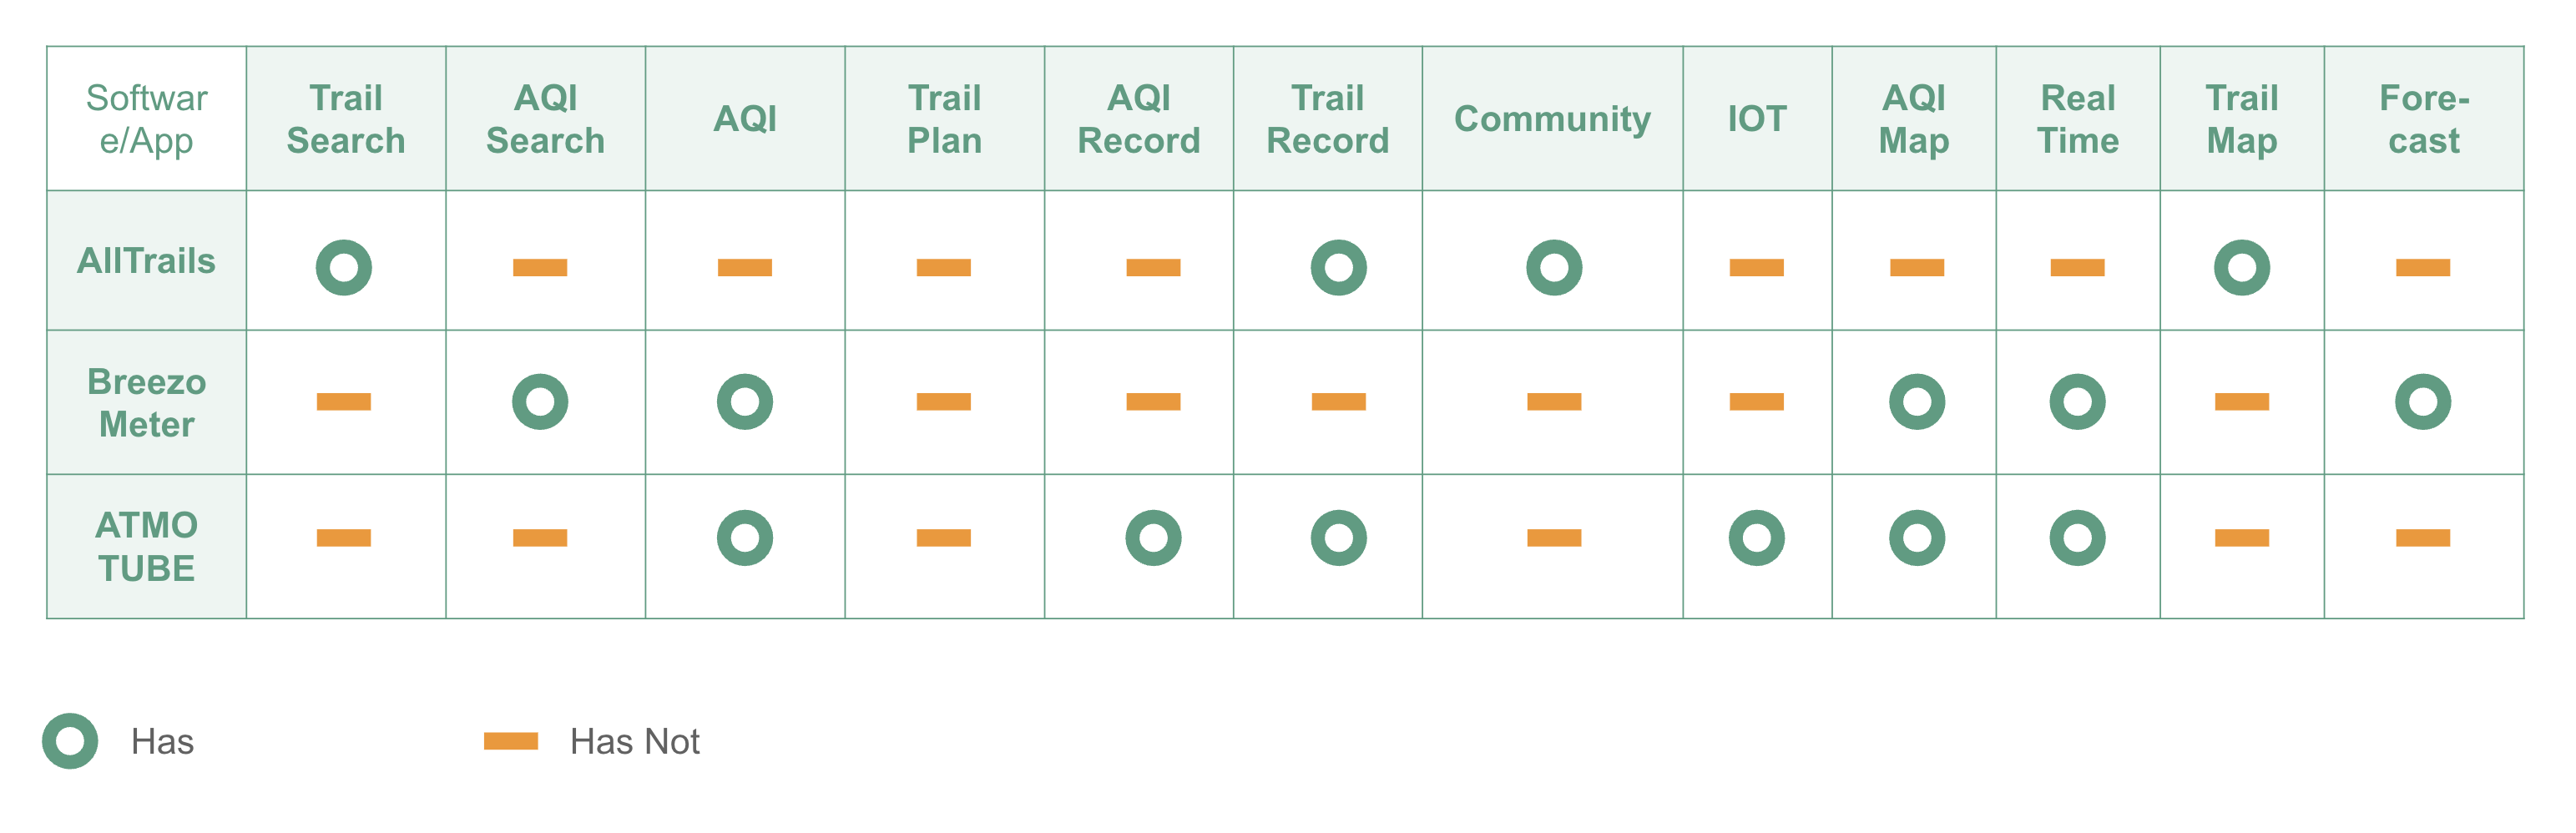 Softwar
e/App
Trail
Search
AQI
Search
AQI
Trail
Plan
AQI
Record
Trail
Record
Community
IOT
AQI
Map
Real
Time
Trail
Map
Fore-
cast
AllTrails
Breezo
Meter
ATMO
TUBE
Has
Has Not